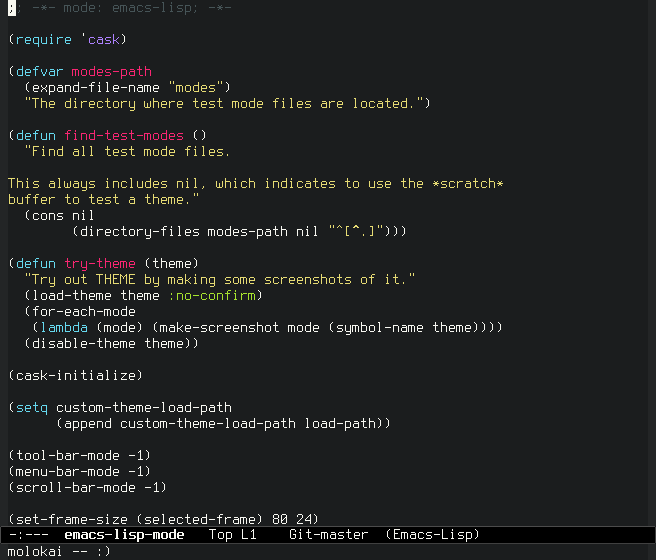 ;; -*- mode: emacs-lisp; -*-

(require 'cask)

(defvar modes-path
  (expand-file-name "modes")
  "The directory where test mode files are located.")

(defun find-test-modes ()
  "Find all test mode files.

This always includes nil, which indicates to use the *scratch*
buffer to test a theme."
  (cons nil
        (directory-files modes-path nil "^[^.]")))

(defun try-theme (theme)
  "Try out THEME by making some screenshots of it."
  (load-theme theme :no-confirm)
  (for-each-mode
   (lambda (mode) (make-screenshot mode (symbol-name theme))))
  (disable-theme theme))

(cask-initialize)

(setq custom-theme-load-path
      (append custom-theme-load-path load-path))

(tool-bar-mode -1)
(menu-bar-mode -1)
(scroll-bar-mode -1)

(set-frame-size (selected-frame) 80 24)
-:---  emacs-lisp-mode   Top L1    Git-master  (Emacs-Lisp)
molokai -- :)